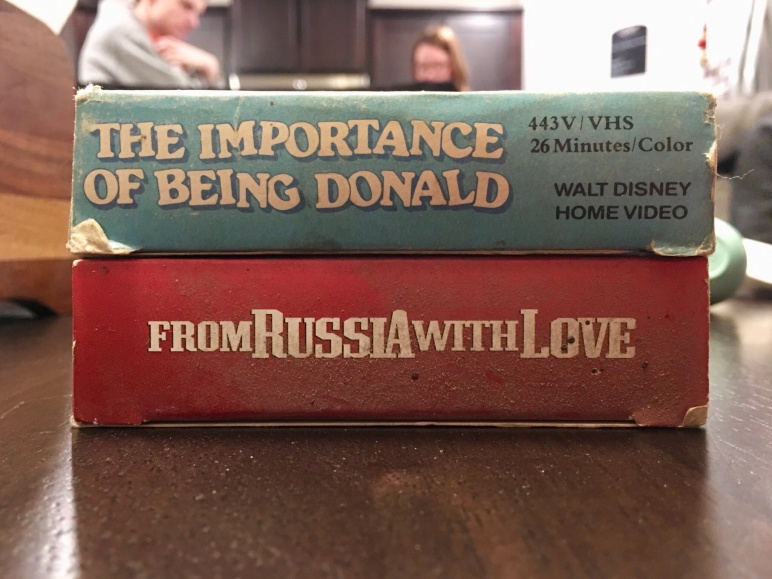 THE IMPORTANCE
OF BEING DONALD
443V/VHS
26 Minutes/Color
WALT DISNEY
HOME VIDEO
FROM RUSSIA WITH LOVE